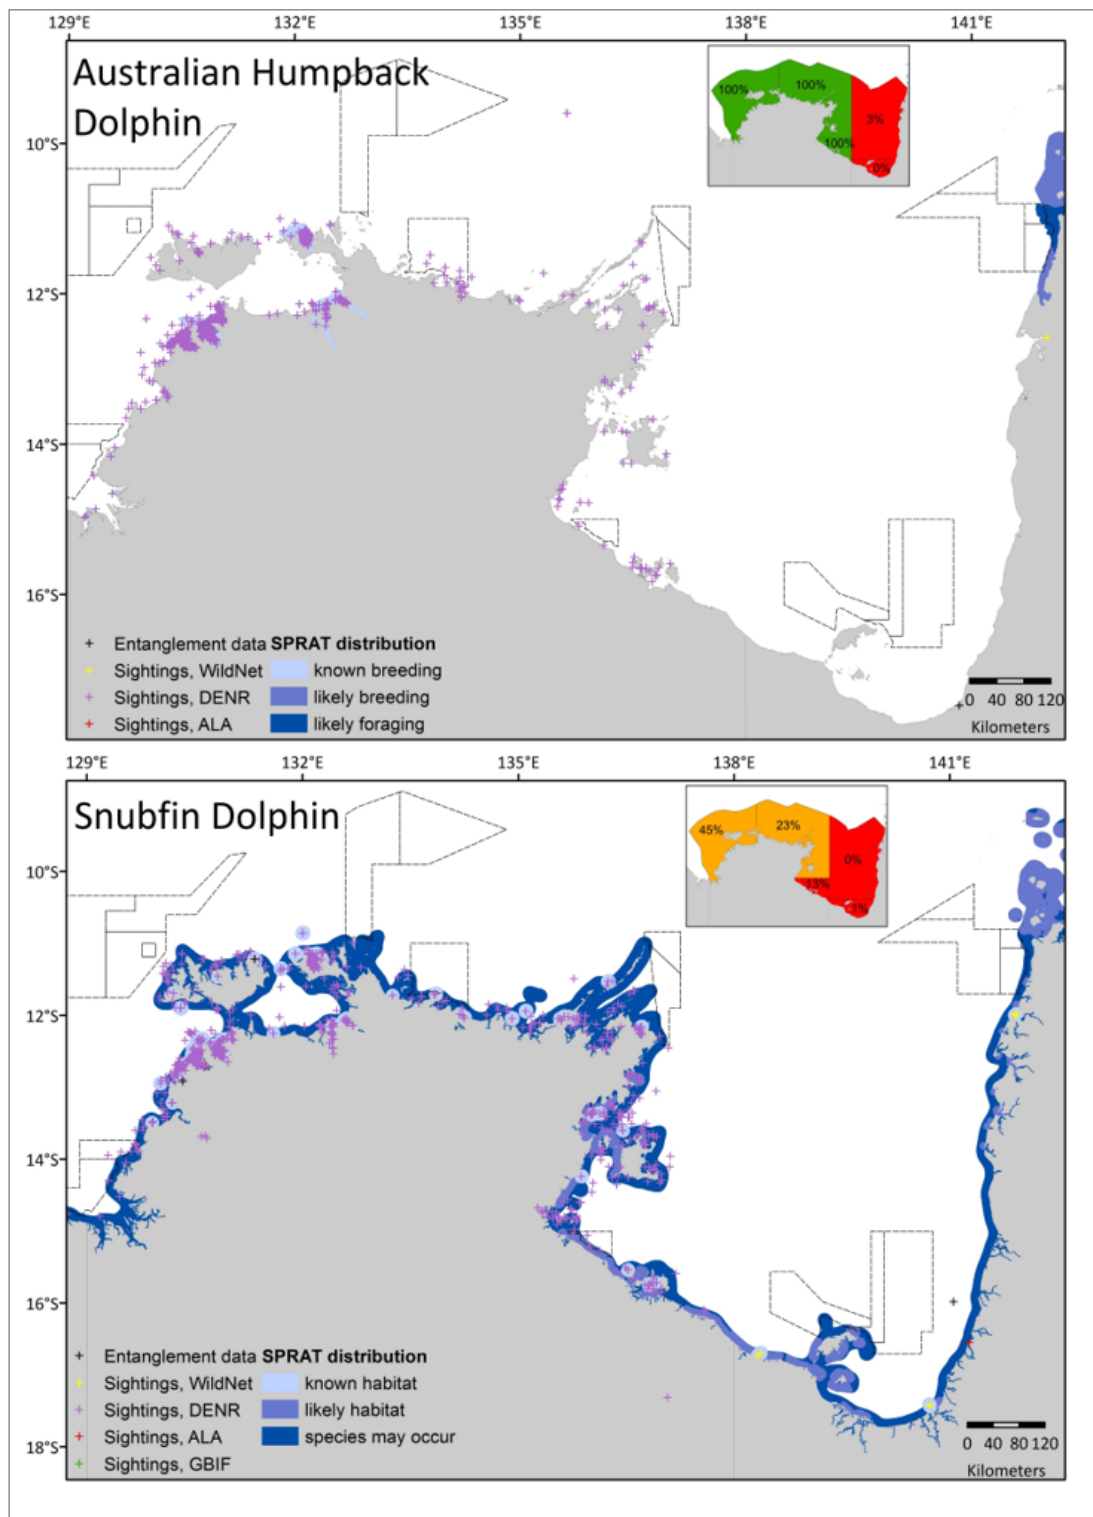 129°E 132°E 135°E 138°E 141°E
Australian Humpback
Dolphin
100% 100% 3%
100% 0%
10°S
12°S
14°S
16°S
Entanglement data SPRAT distribution
Sightings, WildNet known breeding
Sightings, DENR likely breeding
Sightings, ALA likely foraging
0 40 80 120
Kilometers
129°E 132°E 135°E 138°E 141°E
Snubfin Dolphin
45% 23% 0%
13%
10°S
12°S
14°S
16°S
Entanglement data SPRAT distribution
Sightings, WildNet known habitat
Sightings, DENR likely habitat
Sightings, ALA species may occur
Sightings, GBIF
18°S
0 40 80 120
Kilometers